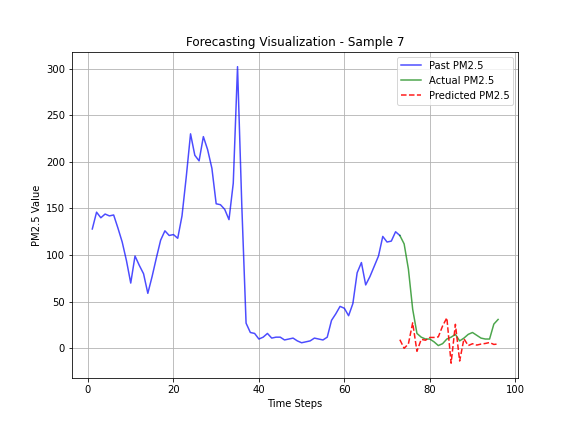 Forecasting Visualization - Sample 7
Past PM2.5
Actual PM2.5
Predicted PM2.5
PM2.5 Value
300
250
200
150
100
50
0
0 20 40 60 80 100
Time Steps